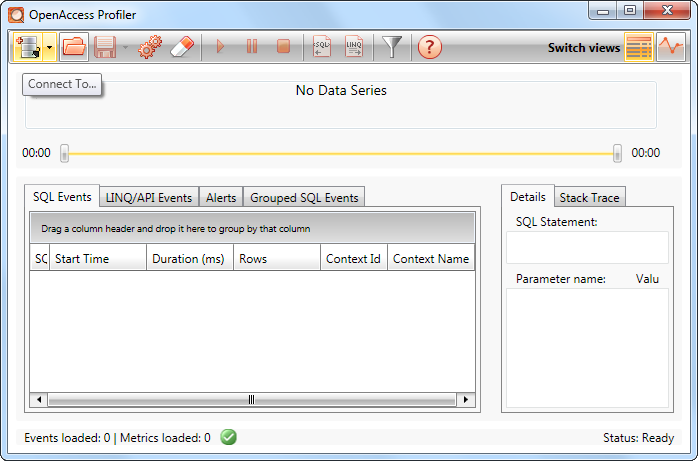 OpenAccess Profiler
SQL LINQ ? Switch views
Connect To...
No Data Series
00:00 00:00
SQL Events LINQ/API Events Alerts Grouped SQL Events Details Stack Trace
SQL Statement:
Drag a column header and drop it here to group by that column
SC Start Time Duration (ms) Rows Context Id Context Name
Parameter name: Valu
Events loaded: 0 | Metrics loaded: 0 Status: Ready